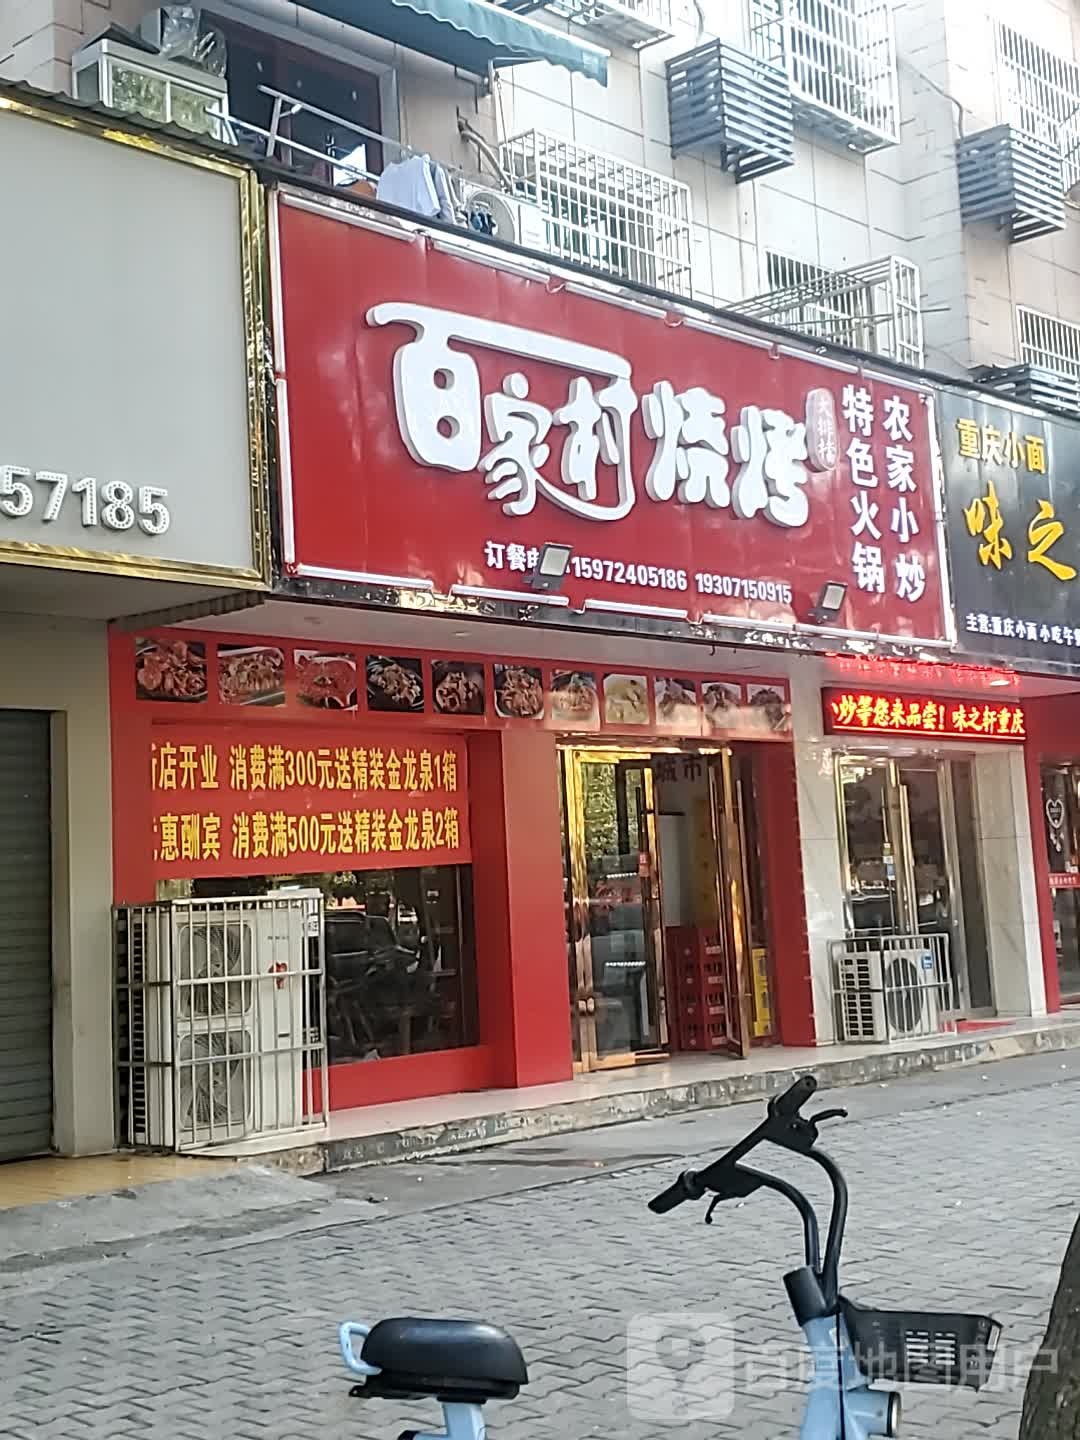 57185
百家村烧烤
大排档
特色火锅
农家小炒
订餐电 15972405186 19307150915
重庆小面
味之
主营:重庆小面 小吃
炒等您来品尝！味之轩重庆
店开业 消费满300元送精装金龙泉1箱
惠酬宾 消费满500元送精装金龙泉2箱
城市
百度地图用户